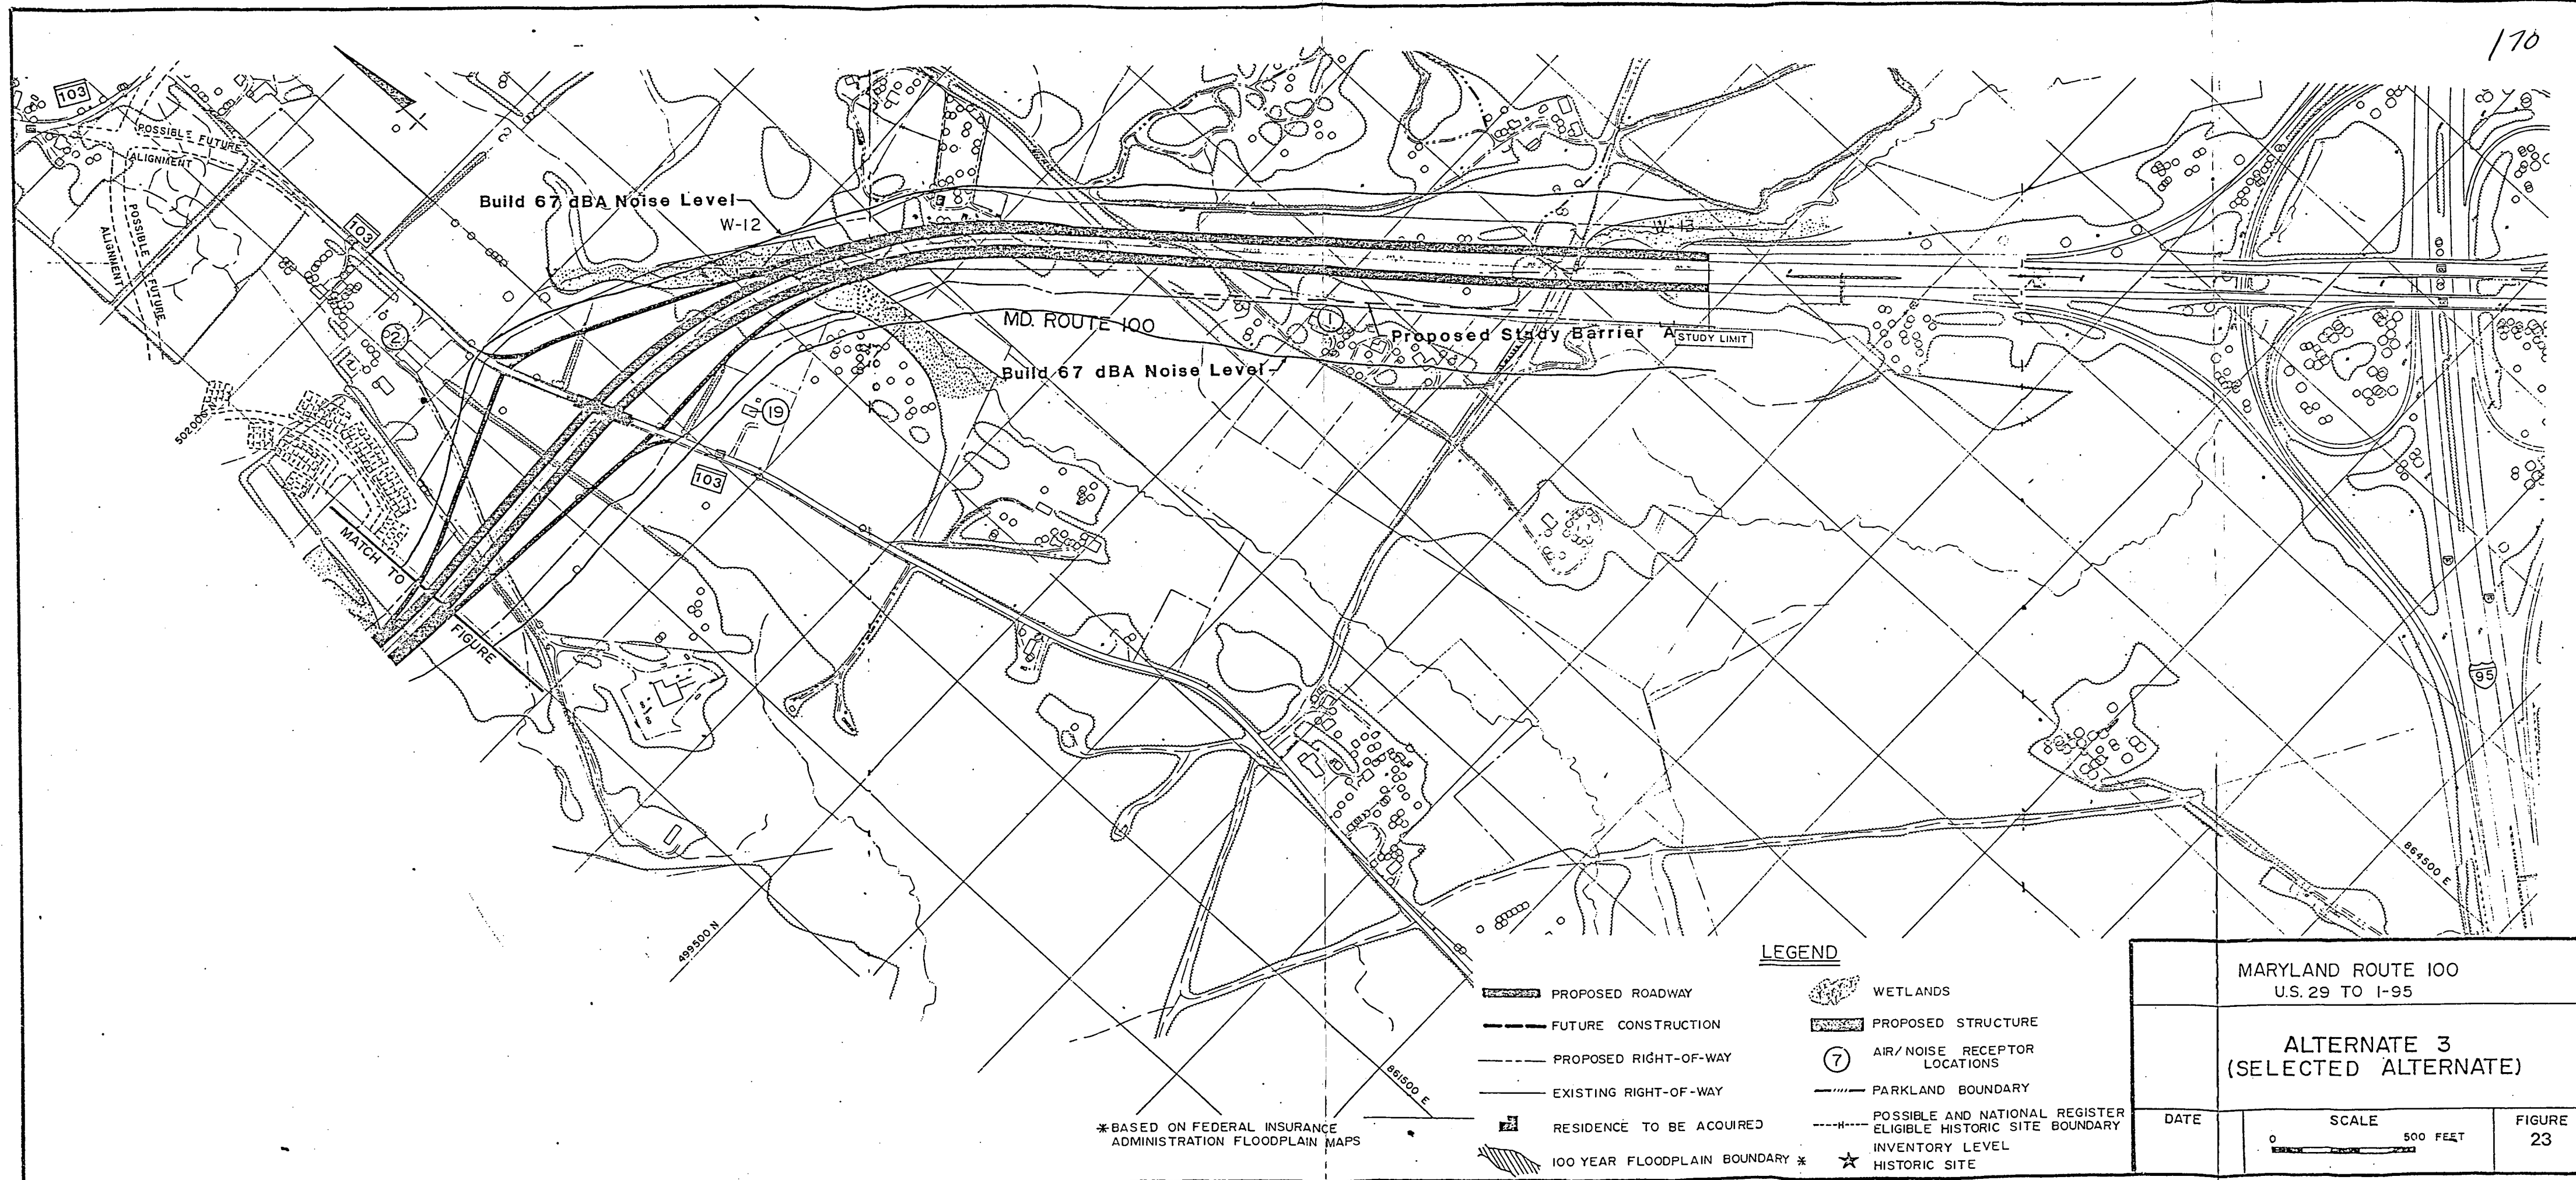 170
103
POSSIBLE FUTURE
ALIGNMENT
POSSIBLE FUTURE
ALIGNMENT
103
Build 67 dBA Noise Level
W-12
W-13
2
1
MD. ROUTE 100
Proposed Study Barrier A
STUDY LIMIT
Build 67 dBA Noise Level
19
103
MATCH TO
FIGURE
95
499500 N
861500 E
864500 E
LEGEND
PROPOSED ROADWAY
FUTURE CONSTRUCTION
PROPOSED RIGHT-OF-WAY
EXISTING RIGHT-OF-WAY
RESIDENCE TO BE ACQUIRED
100 YEAR FLOODPLAIN BOUNDARY *
WETLANDS
PROPOSED STRUCTURE
7
AIR/NOISE RECEPTOR
LOCATIONS
PARKLAND BOUNDARY
POSSIBLE AND NATIONAL REGISTER
ELIGIBLE HISTORIC SITE BOUNDARY
INVENTORY LEVEL
HISTORIC SITE
*BASED ON FEDERAL INSURANCE
ADMINISTRATION FLOODPLAIN MAPS
MARYLAND ROUTE 100
U.S. 29 TO I-95
ALTERNATE 3
(SELECTED ALTERNATE)
DATE
SCALE
0 500 FEET
FIGURE
23